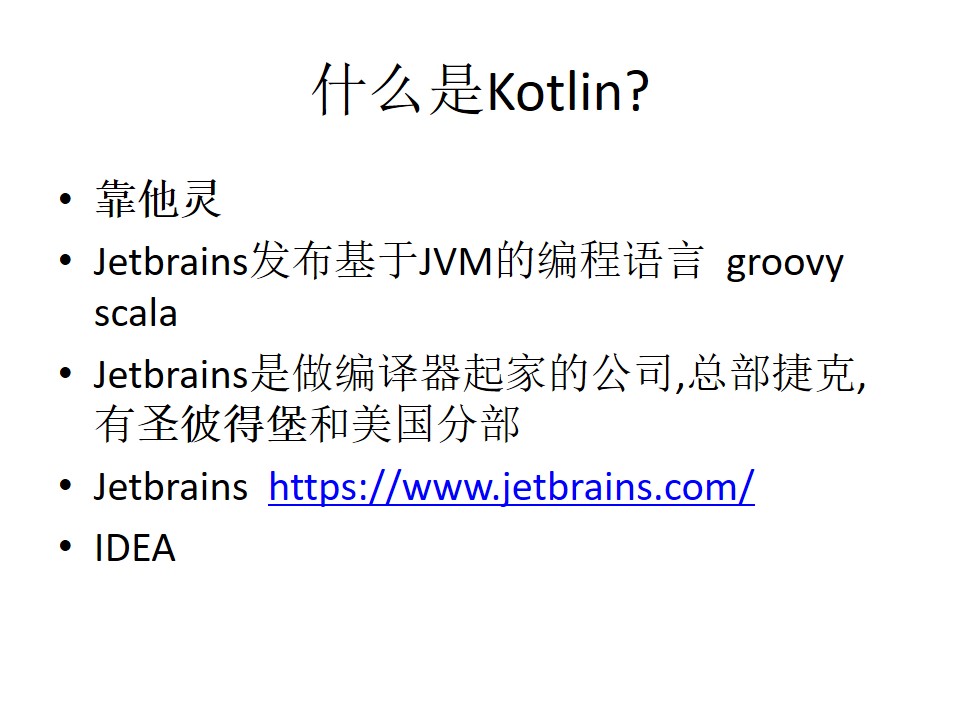 什么是Kotlin?
• 靠他灵
• Jetbrains发布基于JVM的编程语言 groovy
scala
• Jetbrains是做编译器起家的公司,总部捷克,
有圣彼得堡和美国分部
• Jetbrains https://www.jetbrains.com/
• IDEA